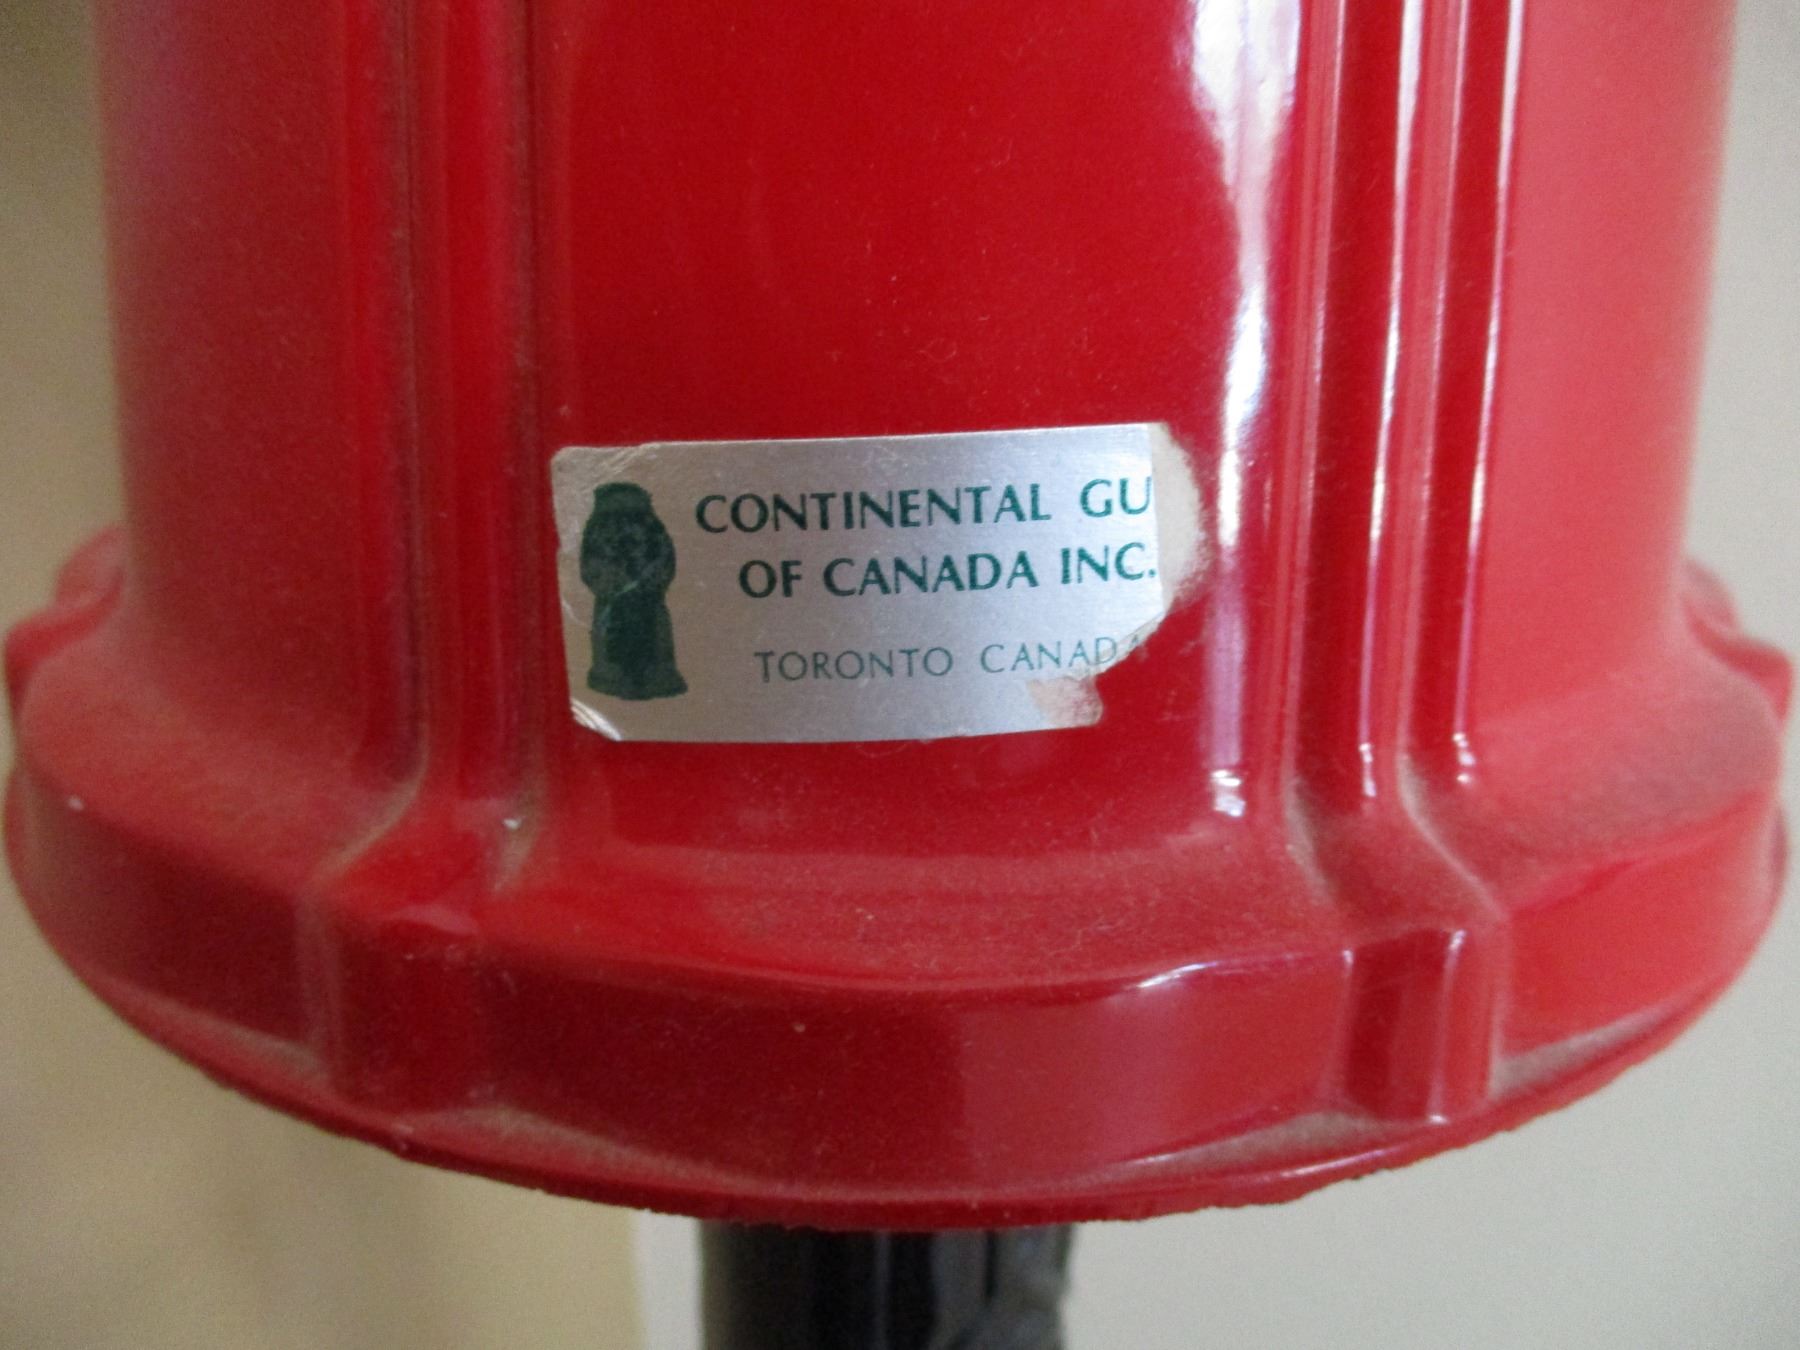 CONTINENTAL GU
OF CANADA INC.
TORONTO CANADA